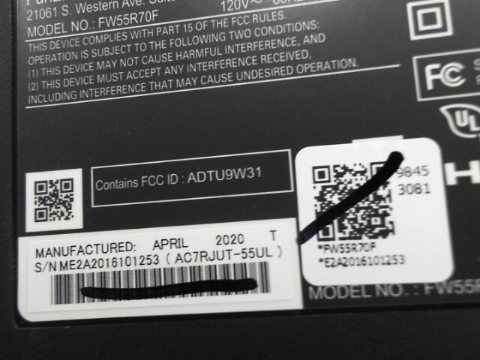 21061 S. Western Ave.
MODEL NO.: FW55R70F
120V~
THIS DEVICE COMPLIES WITH PART 15 OF THE FCC RULES.
OPERATION IS SUBJECT TO THE FOLLOWING TWO CONDITIONS:
(1) THIS DEVICE MAY NOT CAUSE HARMFUL INTERFERENCE, AND
(2) THIS DEVICE MUST ACCEPT ANY INTERFERENCE RECEIVED,
INCLUDING INTERFERENCE THAT MAY CAUSE UNDESIRED OPERATION.
FC
UL
Contains FCC ID : ADTU9W31
9845
3081
*FW55R70F
*E2A2016101253
MANUFACTURED: APRIL 2020 T
S/N ME2A2016101253 ( AC7RJUT-55UL )
MODEL NO. : FW55R